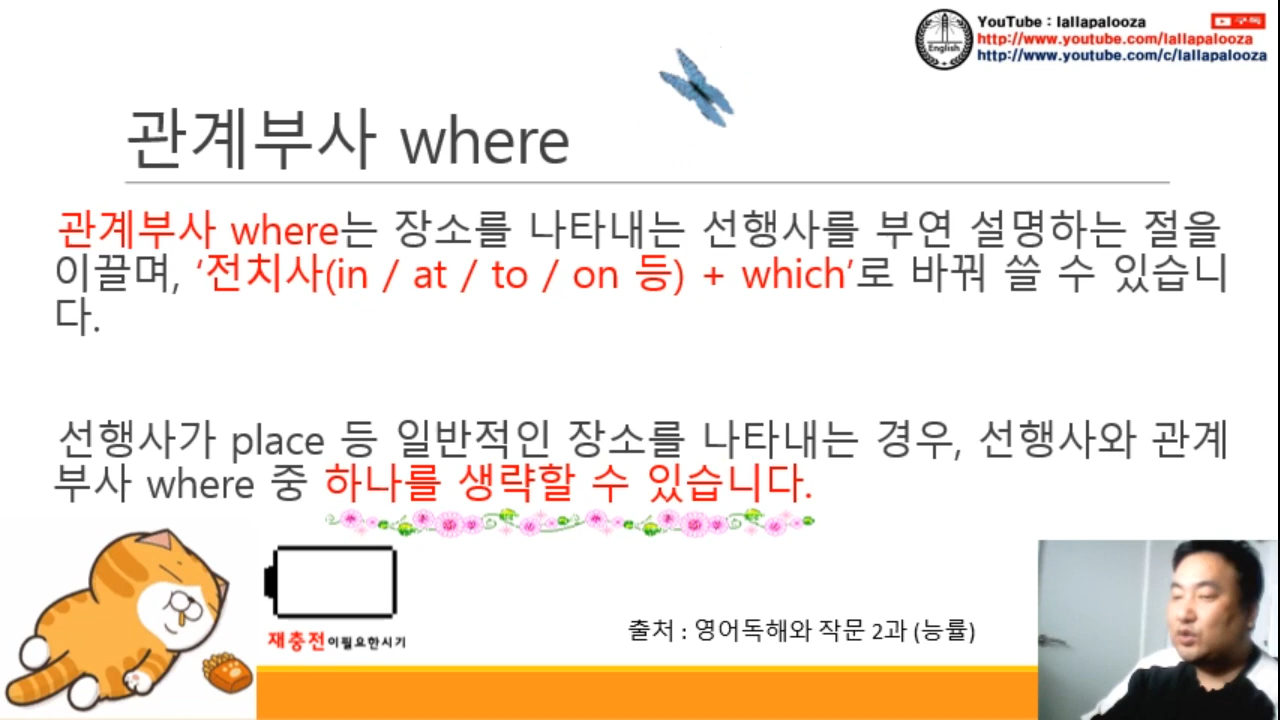 YouTube : lallapalooza
구독
http://www.youtube.com/lallapalooza
English
http://www.youtube.com/c/lallapalooza
관계부사 where
관계부사 where는 장소를 나타내는 선행사를 부연 설명하는 절을
이끌며, ‘전치사(in / at / to / on 등) + which’로 바꿔 쓸 수 있습니
다.
선행사가 place 등 일반적인 장소를 나타내는 경우, 선행사와 관계
부사 where 중 하나를 생략할 수 있습니다.
재충전이필요한시기
출처 : 영어독해와 작문 2과 (능률)